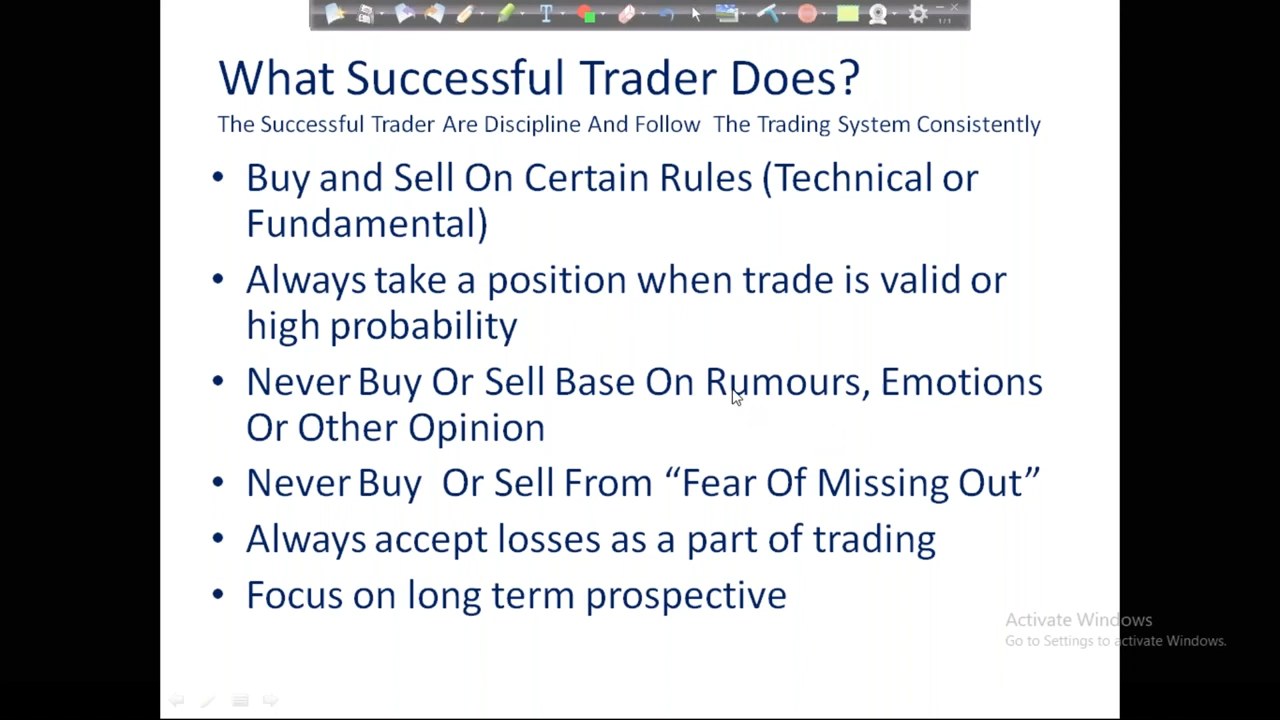 1/1
What Successful Trader Does?
The Successful Trader Are Discipline And Follow The Trading System Consistently
• Buy and Sell On Certain Rules (Technical or
Fundamental)
• Always take a position when trade is valid or
high probability
• Never Buy Or Sell Base On Rumours, Emotions
Or Other Opinion
• Never Buy Or Sell From “Fear Of Missing Out”
• Always accept losses as a part of trading
• Focus on long term prospective
Activate Windows
Go to Settings to activate Windows.